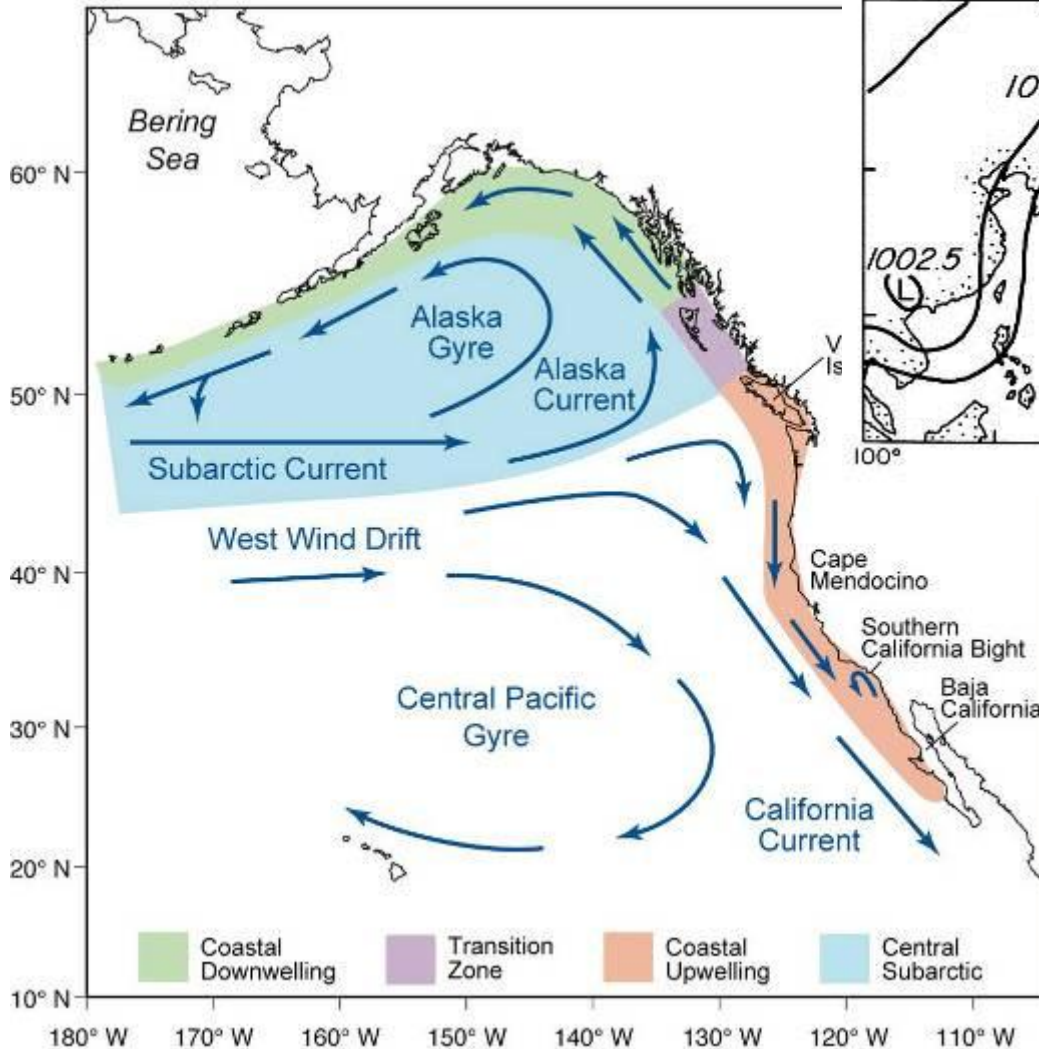 Bering
Sea
60° N
50° N
40° N
30° N
20° N
10° N
Alaska
Gyre
Alaska
Current
Subarctic Current
West Wind Drift
Cape
Mendocino
Southern
California Bight
Baja
California
Central Pacific
Gyre
California
Current
Coastal
Downwelling
Transition
Zone
Coastal
Upwelling
Central
Subarctic
180° W
170° W
160° W
150° W
140° W
130° W
120° W
110° W
10
1002.5
L
100°